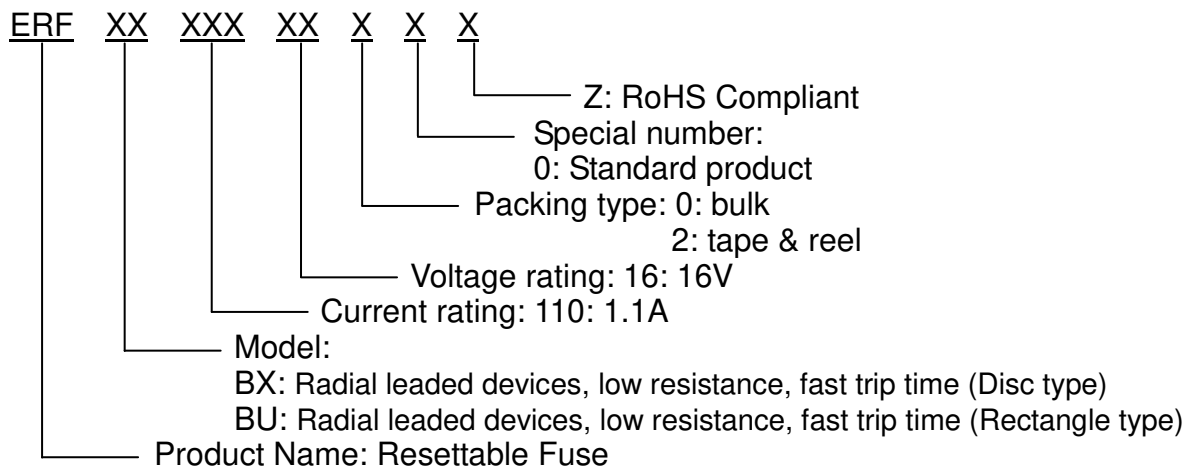 ERF XX XXX XX X X X
Z: RoHS Compliant
Special number:
0: Standard product
Packing type: 0: bulk
2: tape & reel
Voltage rating: 16: 16V
Current rating: 110: 1.1A
Model:
BX: Radial leaded devices, low resistance, fast trip time (Disc type)
BU: Radial leaded devices, low resistance, fast trip time (Rectangle type)
Product Name: Resettable Fuse